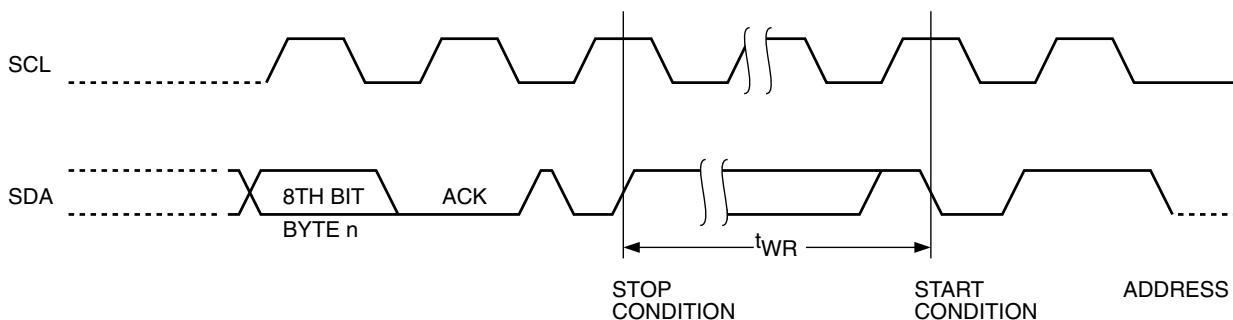 SCL
SDA
8TH BIT
ACK
BYTE n
tWR
STOP
CONDITION
START
CONDITION
ADDRESS